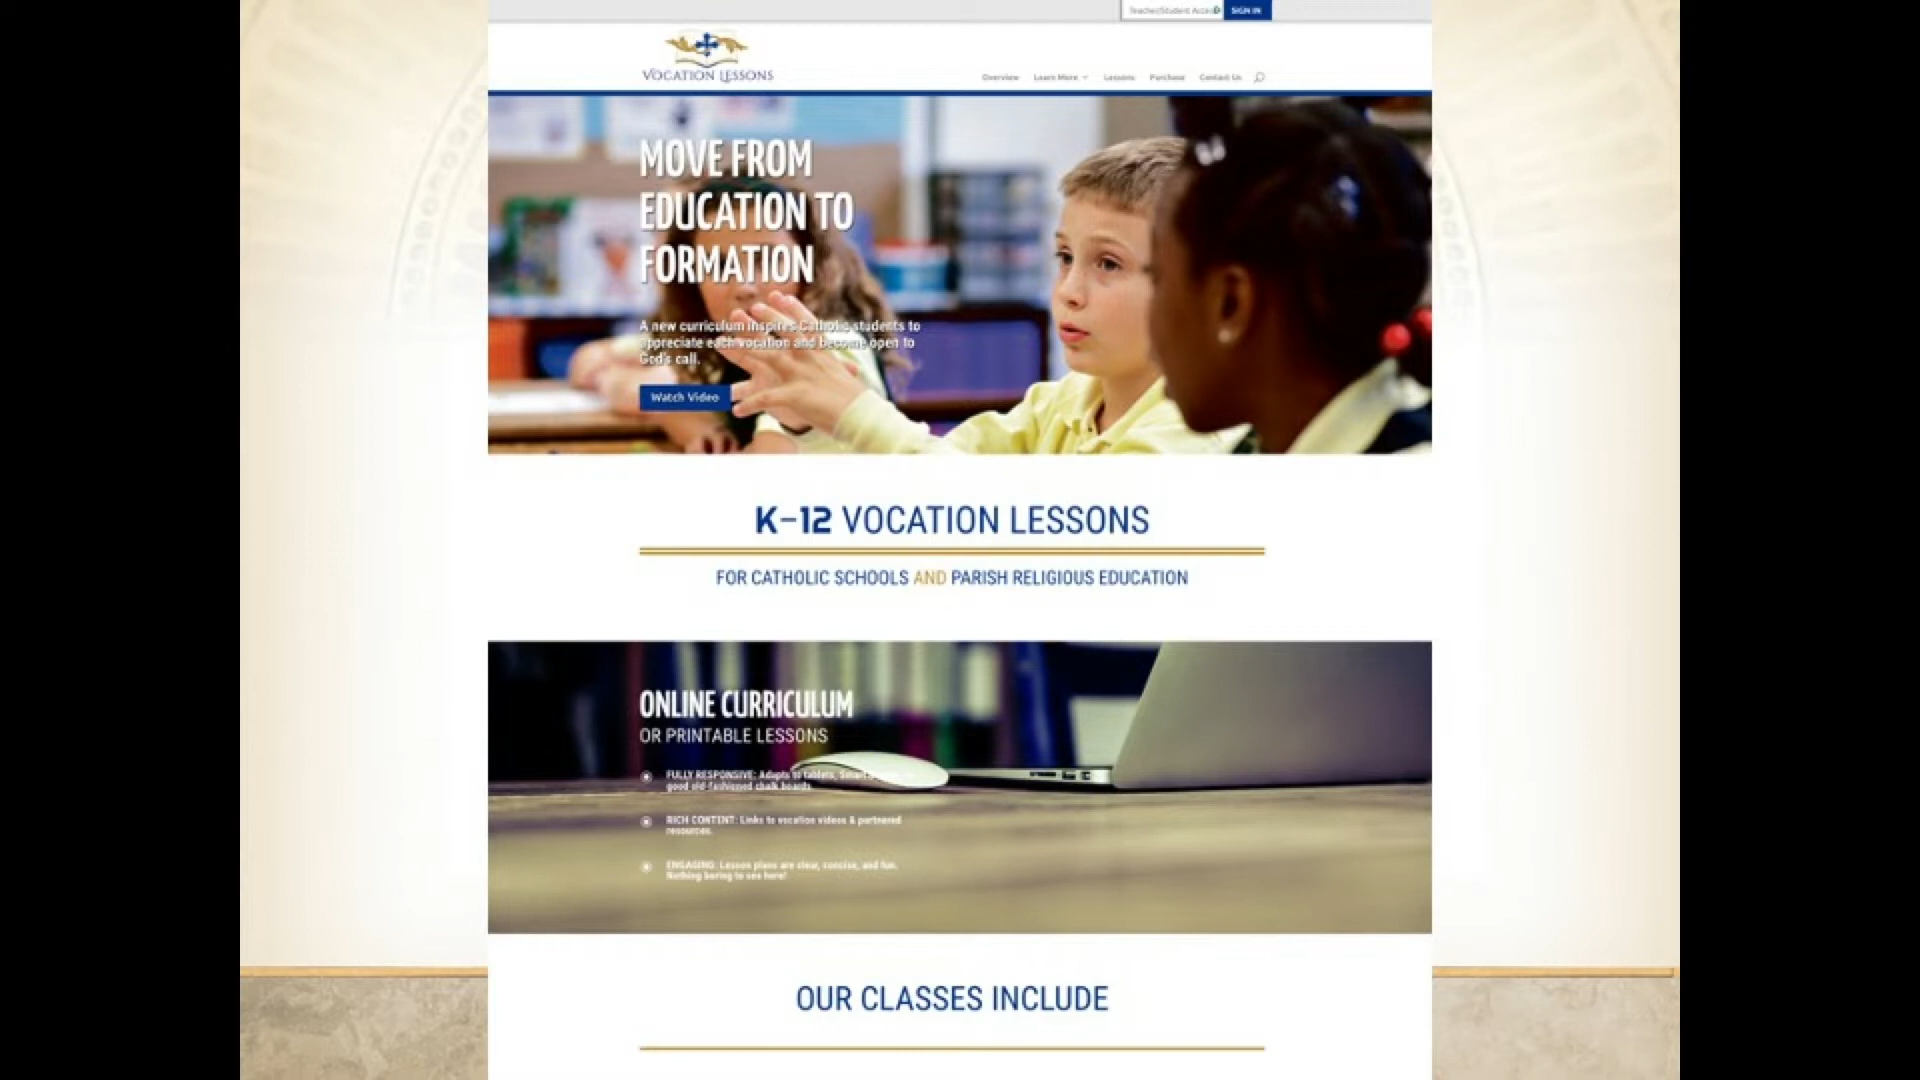 Teacher/Student Access
SIGN IN
VOCATION LESSONS
Overview Learn More Lessons Purchase Contact Us
MOVE FROM
EDUCATION TO
FORMATION
A new curriculum inspires Catholic students to
appreciate each vocation and become open to
God's call.
Watch Video
K-12 VOCATION LESSONS
FOR CATHOLIC SCHOOLS AND PARISH RELIGIOUS EDUCATION
ONLINE CURRICULUM
OR PRINTABLE LESSONS
FULLY RESPONSIVE: Adapts to tablets,
good old-fashioned chalk boards
RICH CONTENT: Links to vocation videos & partnered
resources.
ENGAGING: Lesson plans are clear, concise, and fun.
Nothing boring to see here!
OUR CLASSES INCLUDE